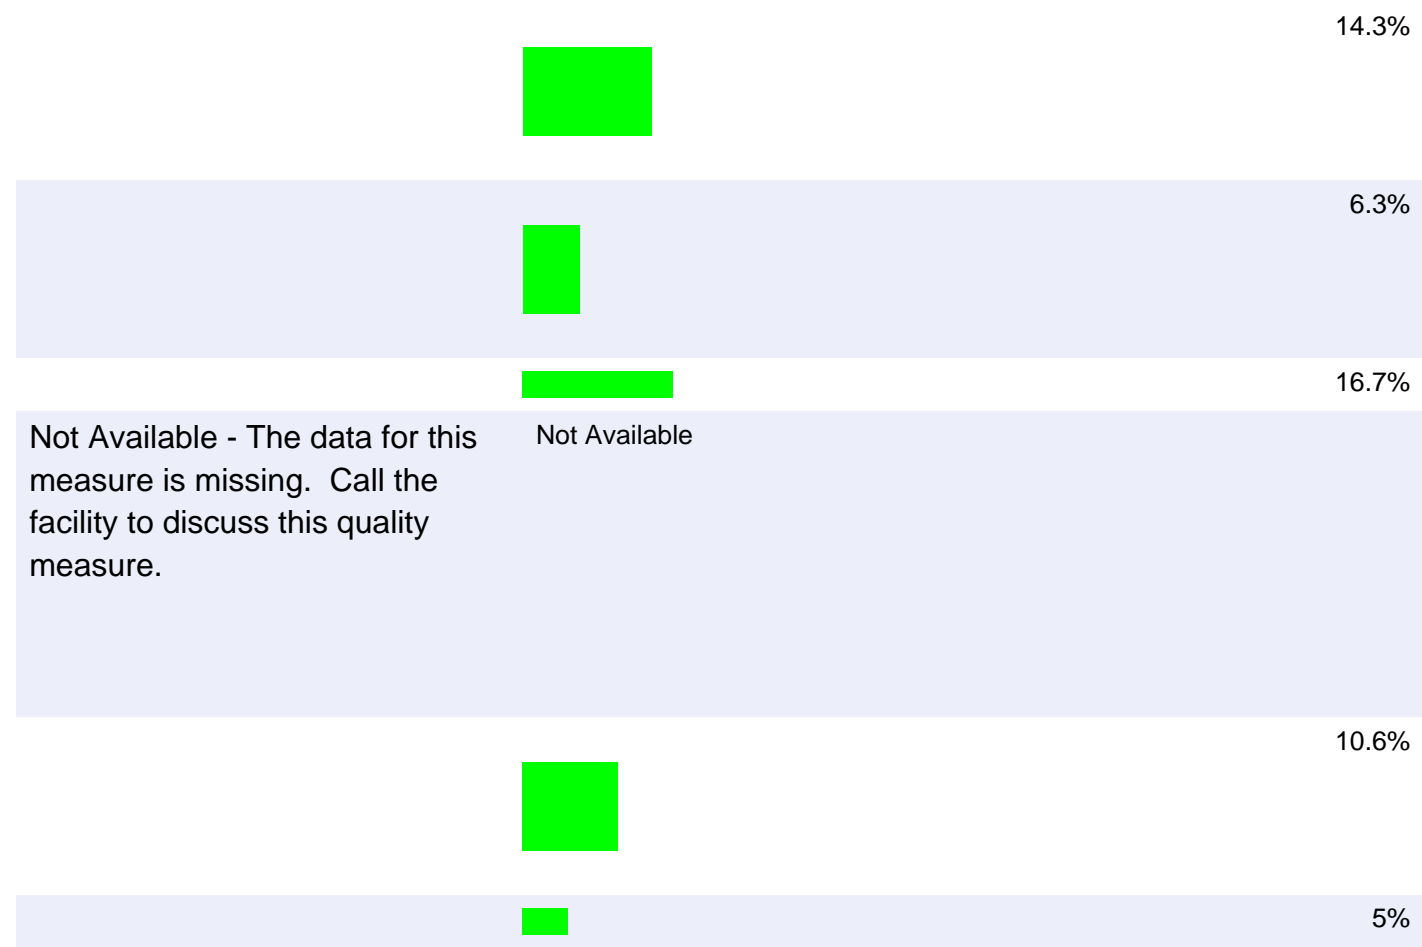 14.3%
6.3%
16.7%
Not Available - The data for this
measure is missing.  Call the
facility to discuss this quality
measure.
Not Available
10.6%
5%